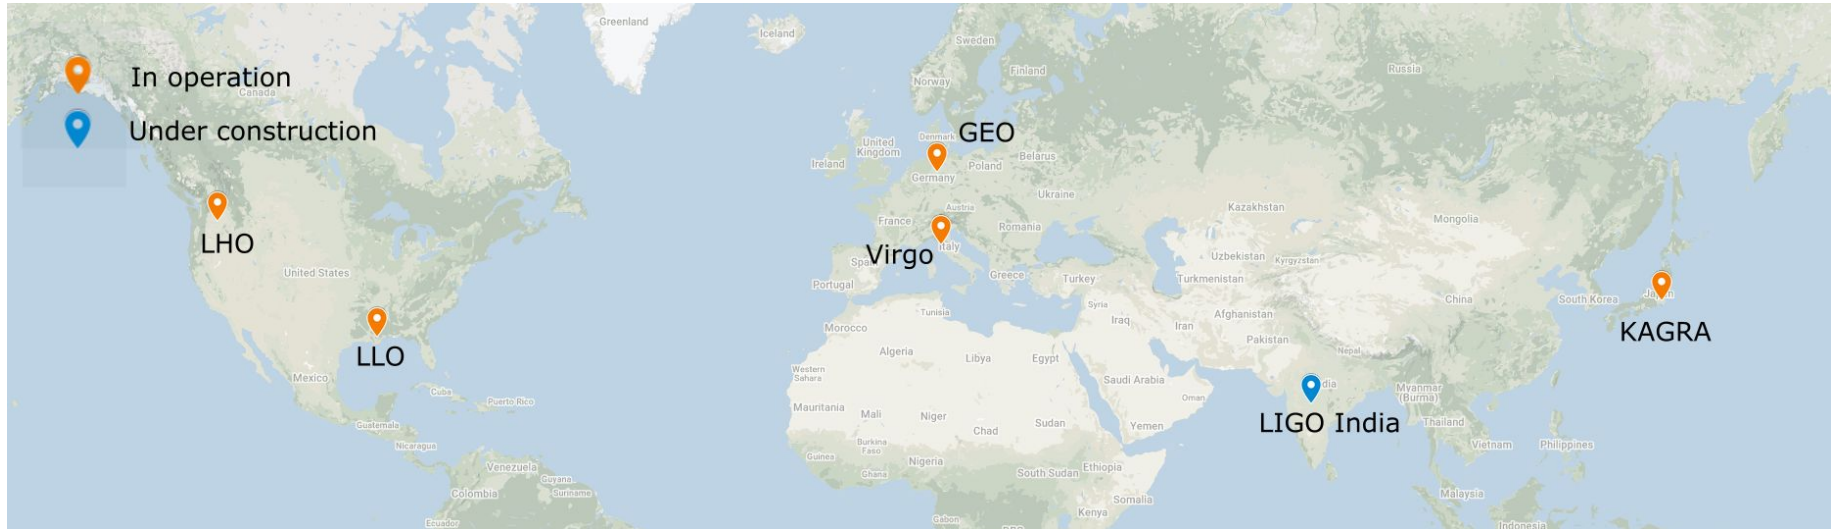 Greenland
Iceland
Sweden
Finland
Norway
Russia
In operation
Canada
Under construction
GEO
Denmark
United
Kingdom
Ireland
Belarus
Poland
Germany
Ukraine
LHO
Austria
Kazakhstan
France
Romania
Mongolia
Virgo
Italy
Spain
Uzbekistan
Kyrgyzstan
United States
Portugal
Greece
Turkey
Turkmenistan
China
South Korea
Japan
Syria
Tunisia
Iraq
Iran
Afghanistan
KAGRA
Morocco
Pakistan
LLO
Algeria
Libya
Egypt
Nepal
Western
Sahara
Mexico
Saudi Arabia
India
Myanmar
(Burma)
Cuba
Puerto Rico
Oman
Mauritania
Mali
Niger
Chad
Sudan
Yemen
LIGO India
Thailand
Guatemala
Nicaragua
Burkina
Faso
Vietnam
Philippines
Guinea
Ghana
Nigeria
South Sudan
Ethiopia
Venezuela
Guyana
Suriname
Colombia
Somalia
Malaysia
Kenya
Ecuador
Gabon
DRC
Indonesia